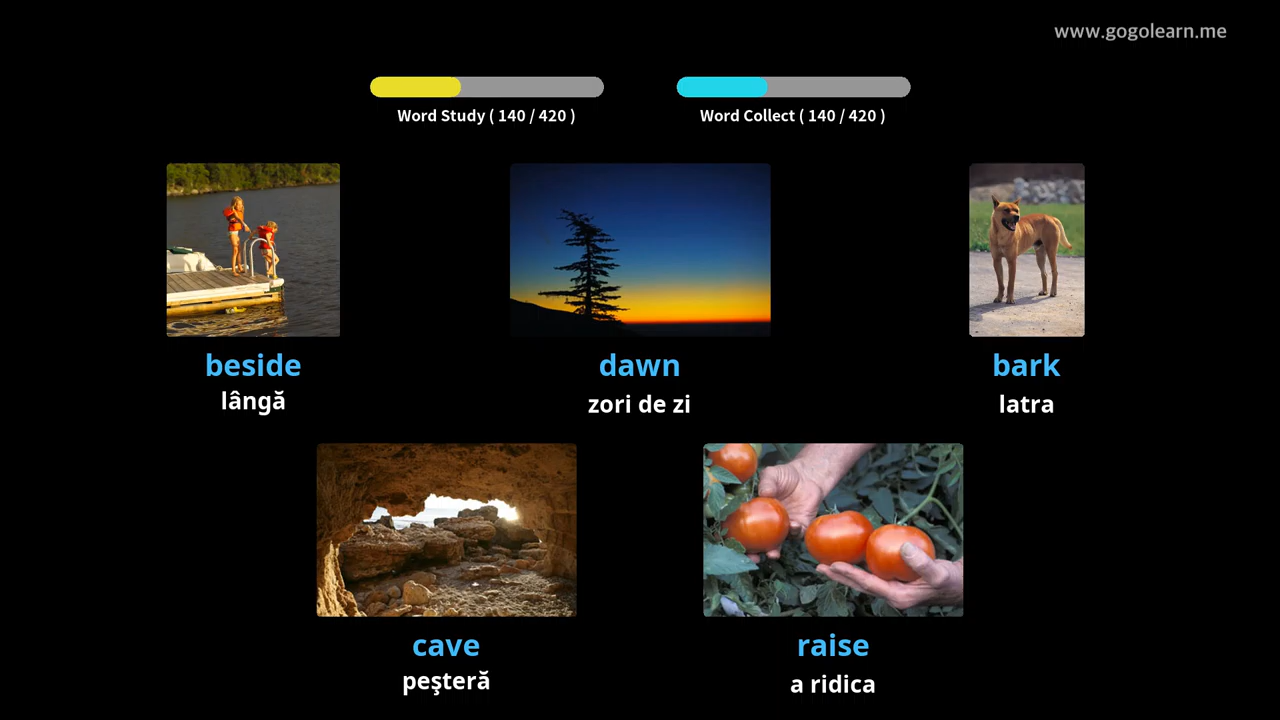 www.gogolearn.me
Word Study ( 140 / 420 )
Word Collect ( 140 / 420 )
beside
lângă
dawn
zori de zi
bark
latra
cave
peşteră
raise
a ridica